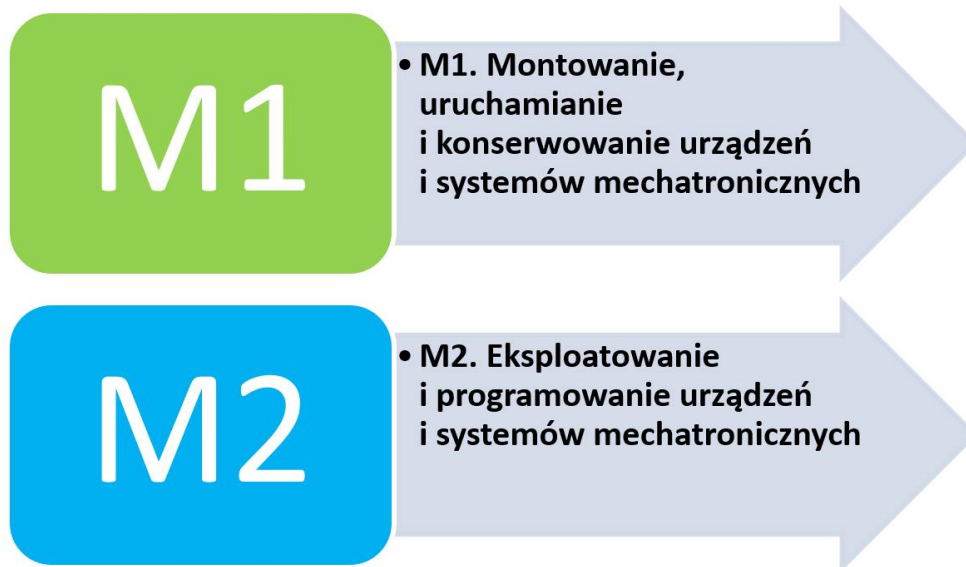 M1
• M1. Montowanie,
uruchamianie
i konserwowanie urządzeń
i systemów mechatronicznych
M2
• M2. Eksploatowanie
i programowanie urządzeń
i systemów mechatronicznych